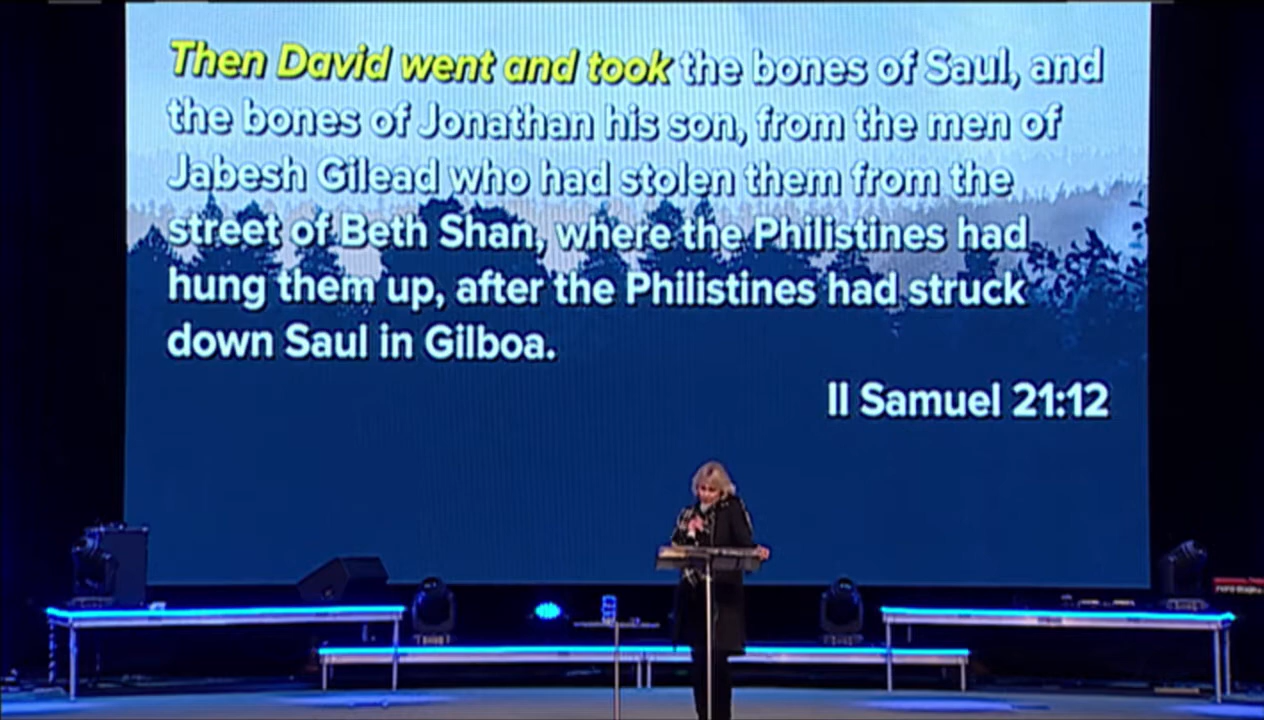 Then David went and took the bones of Saul, and
the bones of Jonathan his son, from the men of
Jabesh Gilead who had stolen them from the
street of Beth Shan, where the Philistines had
hung them up, after the Philistines had struck
down Saul in Gilboa.
II Samuel 21:12